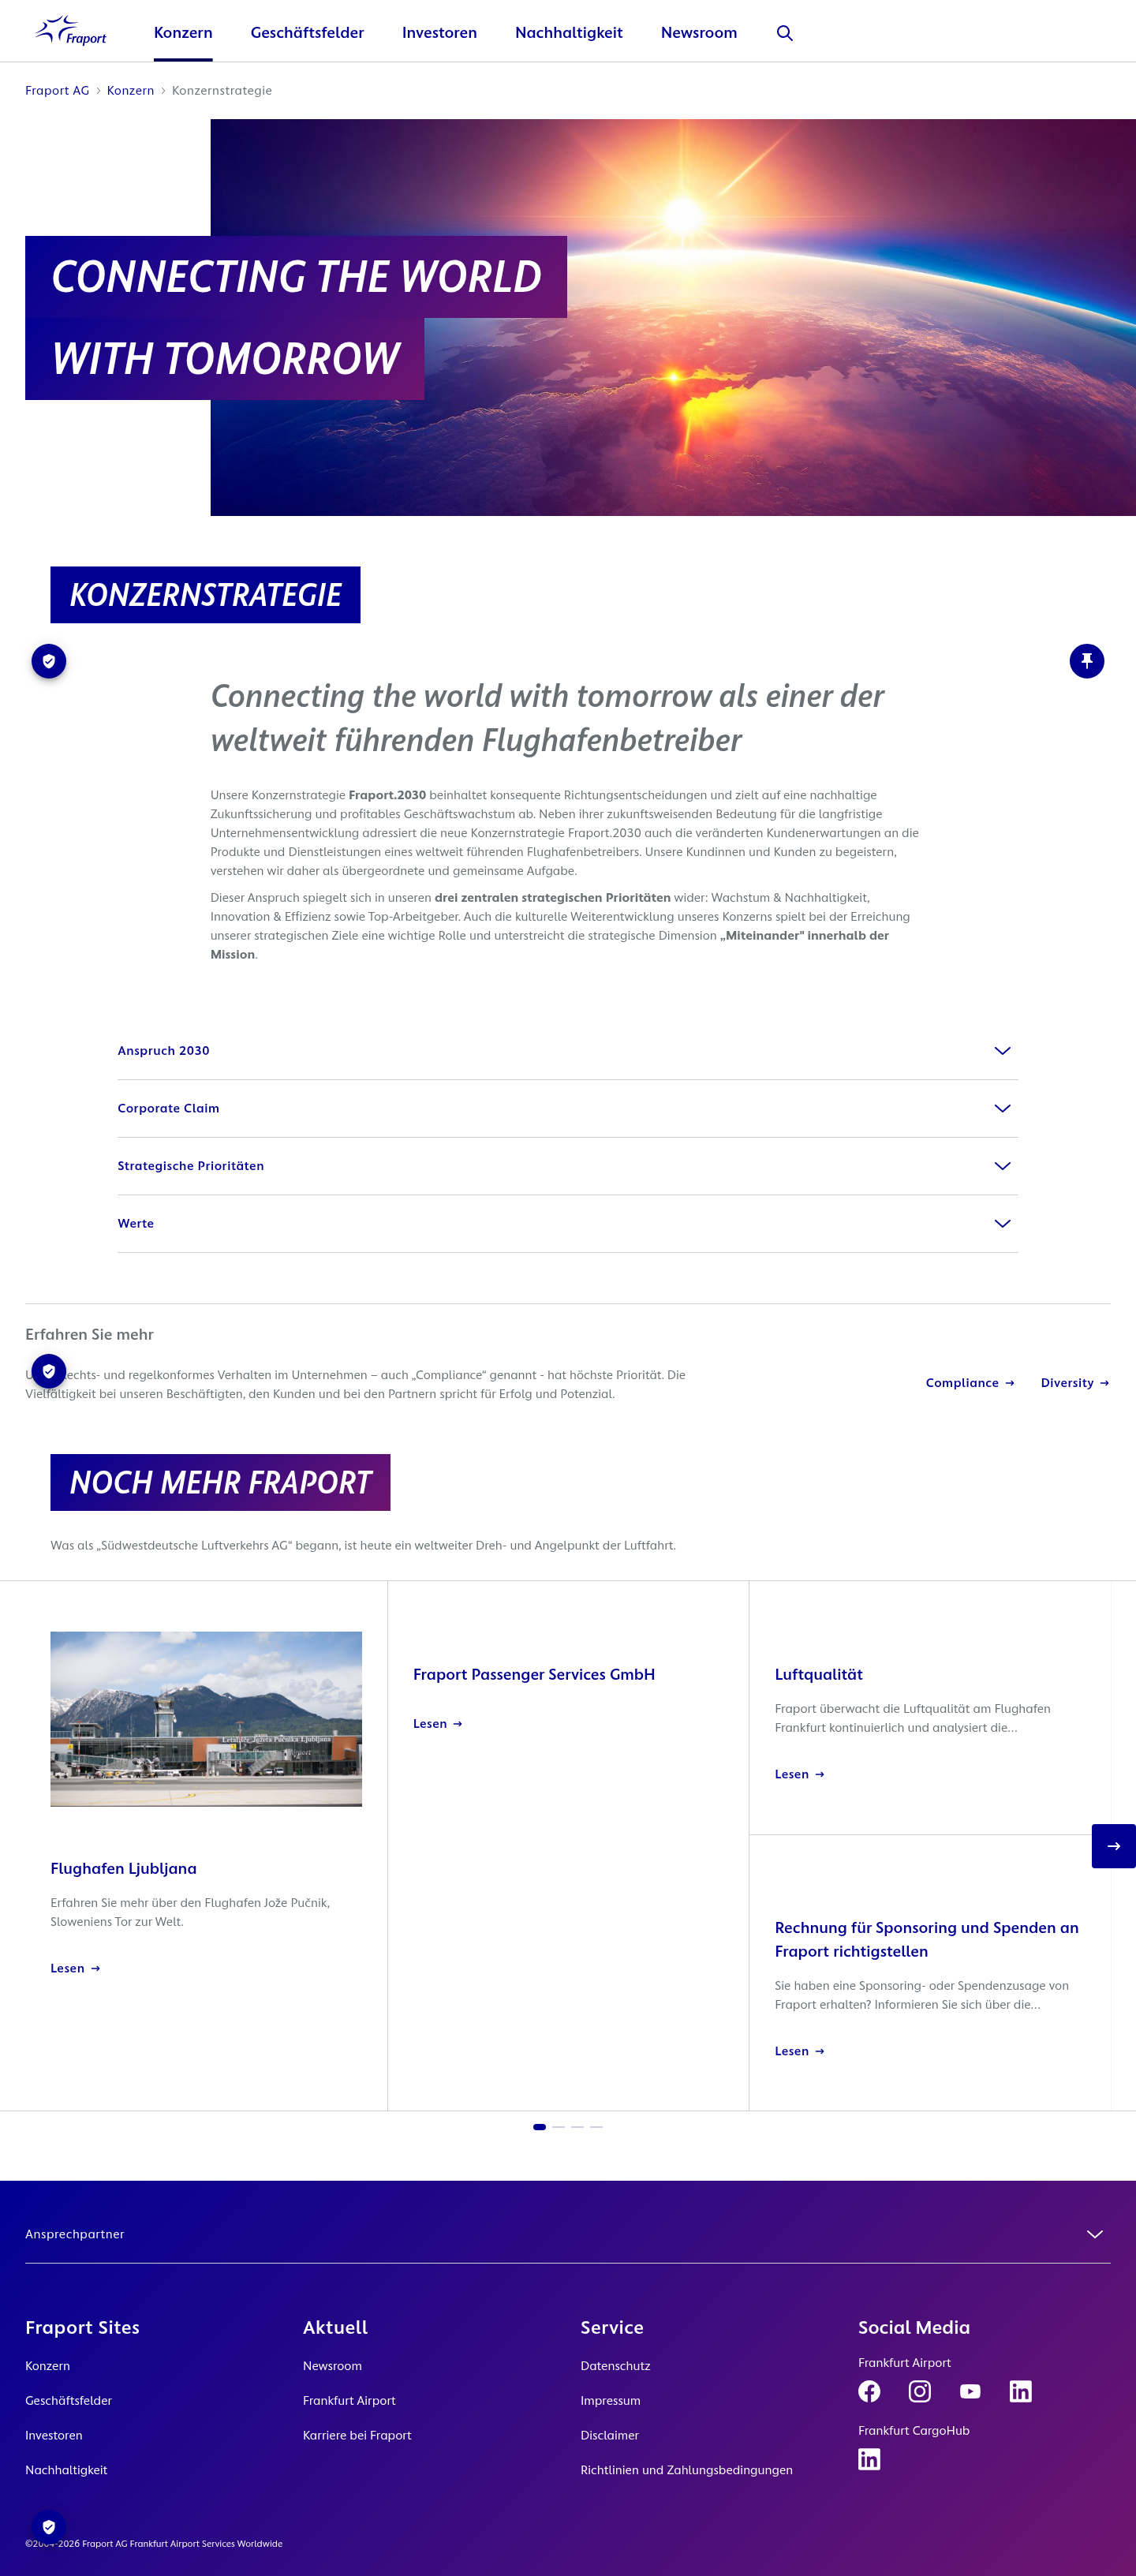 Fraport
Konzern
Geschäftsfelder
Investoren
Nachhaltigkeit
Newsroom
Fraport AG
Konzern
Konzernstrategie
CONNECTING THE WORLD
WITH TOMORROW
KONZERNSTRATEGIE
Connecting the world with tomorrow als einer der
weltweit führenden Flughafenbetreiber
Unsere Konzernstrategie Fraport.2030 beinhaltet konsequente Richtungsentscheidungen und zielt auf eine nachhaltige
Zukunftssicherung und profitables Geschäftswachstum ab. Neben ihrer zukunftsweisenden Bedeutung für die langfristige
Unternehmensentwicklung adressiert die neue Konzernstrategie Fraport.2030 auch die veränderten Kundenerwartungen an die
Produkte und Dienstleistungen eines weltweit führenden Flughafenbetreibers. Unsere Kundinnen und Kunden zu begeistern,
verstehen wir daher als übergeordnete und gemeinsame Aufgabe.
Dieser Anspruch spiegelt sich in unseren drei zentralen strategischen Prioritäten wider: Wachstum & Nachhaltigkeit,
Innovation & Effizienz sowie Top-Arbeitgeber. Auch die kulturelle Weiterentwicklung unseres Konzerns spielt bei der Erreichung
unserer strategischen Ziele eine wichtige Rolle und unterstreicht die strategische Dimension „Miteinander" innerhalb der
Mission.
Anspruch 2030
Corporate Claim
Strategische Prioritäten
Werte
Erfahren Sie mehr
echts- und regelkonformes Verhalten im Unternehmen – auch „Compliance“ genannt - hat höchste Priorität. Die
Vielfältigkeit bei unseren Beschäftigten, den Kunden und bei den Partnern spricht für Erfolg und Potenzial.
Compliance →
Diversity →
NOCH MEHR FRAPORT
Was als „Südwestdeutsche Luftverkehrs AG“ begann, ist heute ein weltweiter Dreh- und Angelpunkt der Luftfahrt.
Letališče Jožeta Pučnika Ljubljana
Flughafen Ljubljana
Erfahren Sie mehr über den Flughafen Jože Pučnik,
Sloweniens Tor zur Welt.
Lesen →
Fraport Passenger Services GmbH
Lesen →
Luftqualität
Fraport überwacht die Luftqualität am Flughafen
Frankfurt kontinuierlich und analysiert die...
Lesen →
Rechnung für Sponsoring und Spenden an
Fraport richtigstellen
Sie haben eine Sponsoring- oder Spendenzusage von
Fraport erhalten? Informieren Sie sich über die...
Lesen →
Ansprechpartner
Fraport Sites
Konzern
Geschäftsfelder
Investoren
Nachhaltigkeit
Aktuell
Newsroom
Frankfurt Airport
Karriere bei Fraport
Service
Datenschutz
Impressum
Disclaimer
Richtlinien und Zahlungsbedingungen
Social Media
Frankfurt Airport
Frankfurt CargoHub
©2004-2026 Fraport AG Frankfurt Airport Services Worldwide